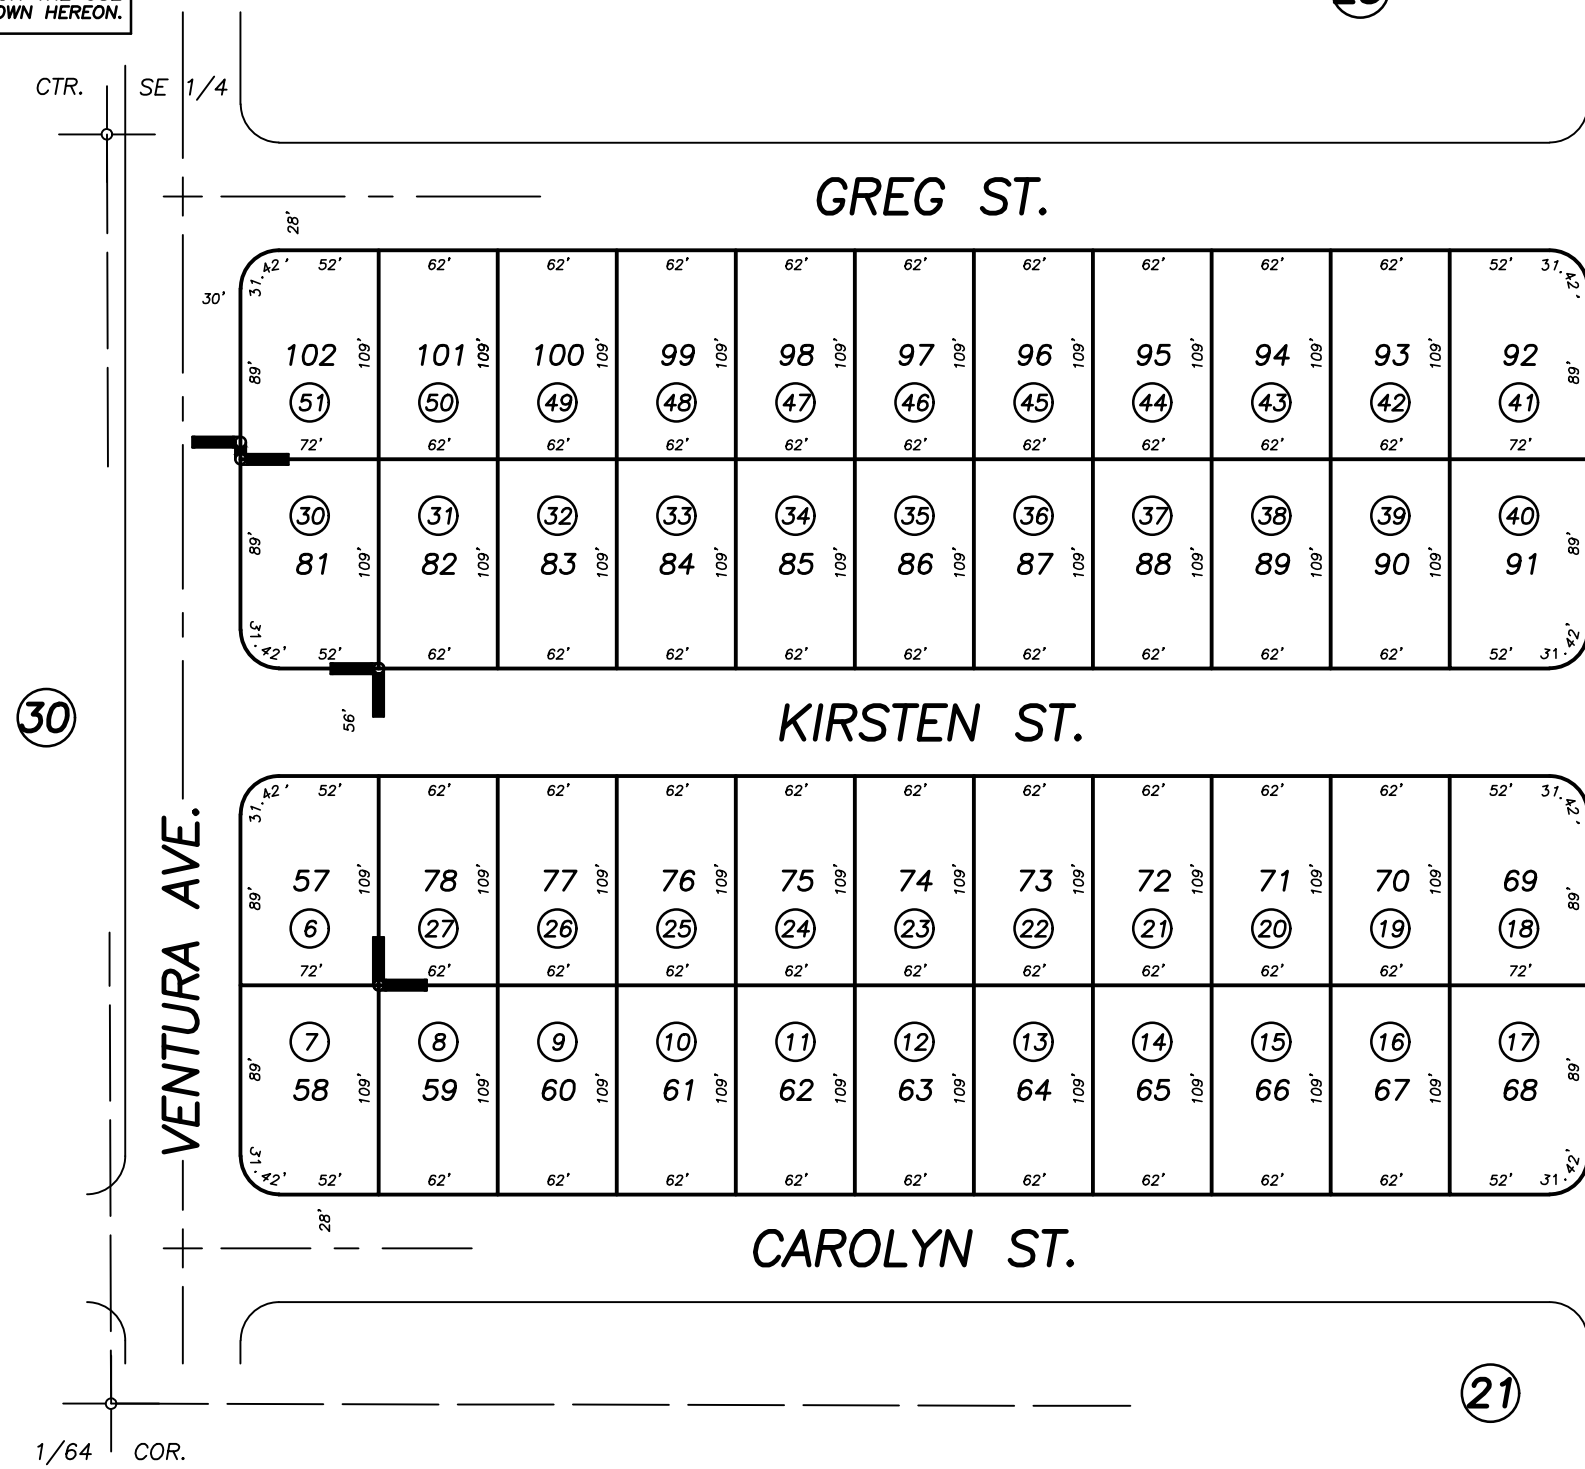 OWN HEREON.
CTR. SE 1/4
GREG ST.
28'
31.42' 52' 62' 62' 62' 62' 62' 62' 62' 62' 62' 52' 31.42'
30'
89' 102 109' 101 109' 100 109' 99 109' 98 109' 97 109' 96 109' 95 109' 94 109' 93 109' 92 89'
51 50 49 48 47 46 45 44 43 42 41
72' 62' 62' 62' 62' 62' 62' 62' 62' 62' 72'
30 31 32 33 34 35 36 37 38 39 40
89' 81 109' 82 109' 83 109' 84 109' 85 109' 86 109' 87 109' 88 109' 89 109' 90 109' 91 89'
31.42' 52' 62' 62' 62' 62' 62' 62' 62' 62' 62' 52' 31.42'
30
56'
KIRSTEN ST.
VENTURA AVE.
31.42' 52' 62' 62' 62' 62' 62' 62' 62' 62' 62' 52' 31.42'
89' 57 109' 78 109' 77 109' 76 109' 75 109' 74 109' 73 109' 72 109' 71 109' 70 109' 69 89'
6 27 26 25 24 23 22 21 20 19 18
72' 62' 62' 62' 62' 62' 62' 62' 62' 62' 72'
7 8 9 10 11 12 13 14 15 16 17
89' 58 109' 59 109' 60 109' 61 109' 62 109' 63 109' 64 109' 65 109' 66 109' 67 109' 68 89'
31.42' 52' 62' 62' 62' 62' 62' 62' 62' 62' 62' 52' 31.42'
28'
CAROLYN ST.
21
1/64 COR.